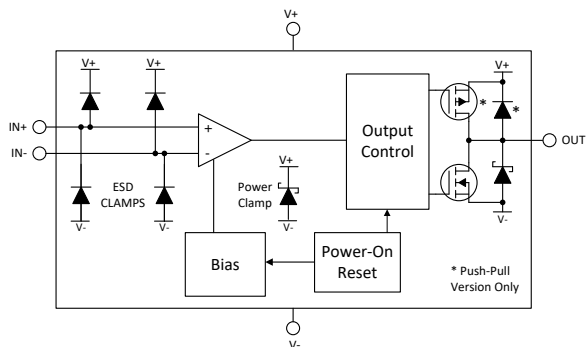 V+
V+
V+
V+
IN+
IN-
+
-
Output
Control
*
*
OUT
ESD
CLAMPS
Power
Clamp
V+
V-
V-
V-
V-
Bias
Power-On
Reset
* Push-Pull
Version Only
V-